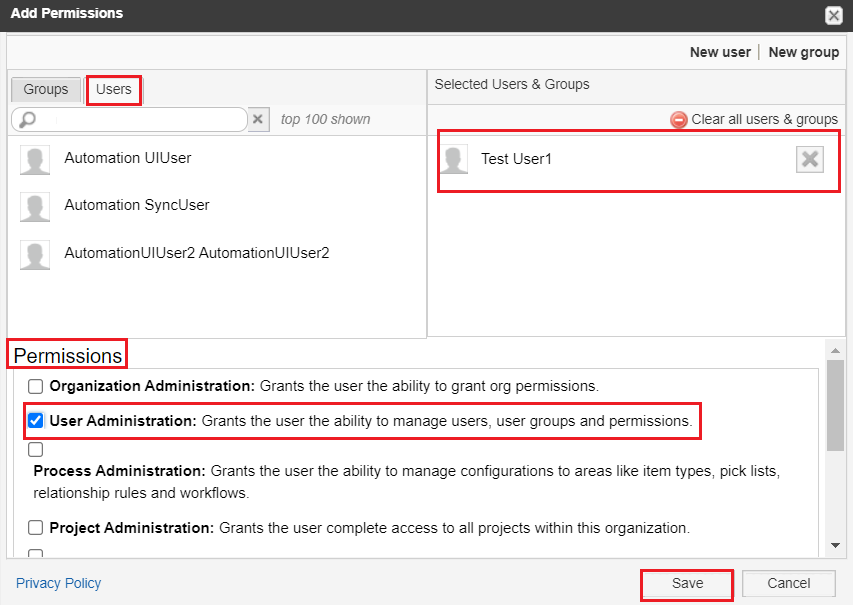 Add Permissions
New user | New group
Groups
Users
Selected Users & Groups
top 100 shown
Clear all users & groups
Automation UIUser
Automation SyncUser
AutomationUIUser2 AutomationUIUser2
Test User1
Permissions
Organization Administration: Grants the user the ability to grant org permissions.
User Administration: Grants the user the ability to manage users, user groups and permissions.
Process Administration: Grants the user the ability to manage configurations to areas like item types, pick lists,
relationship rules and workflows.
Project Administration: Grants the user complete access to all projects within this organization.
Privacy Policy
Save
Cancel